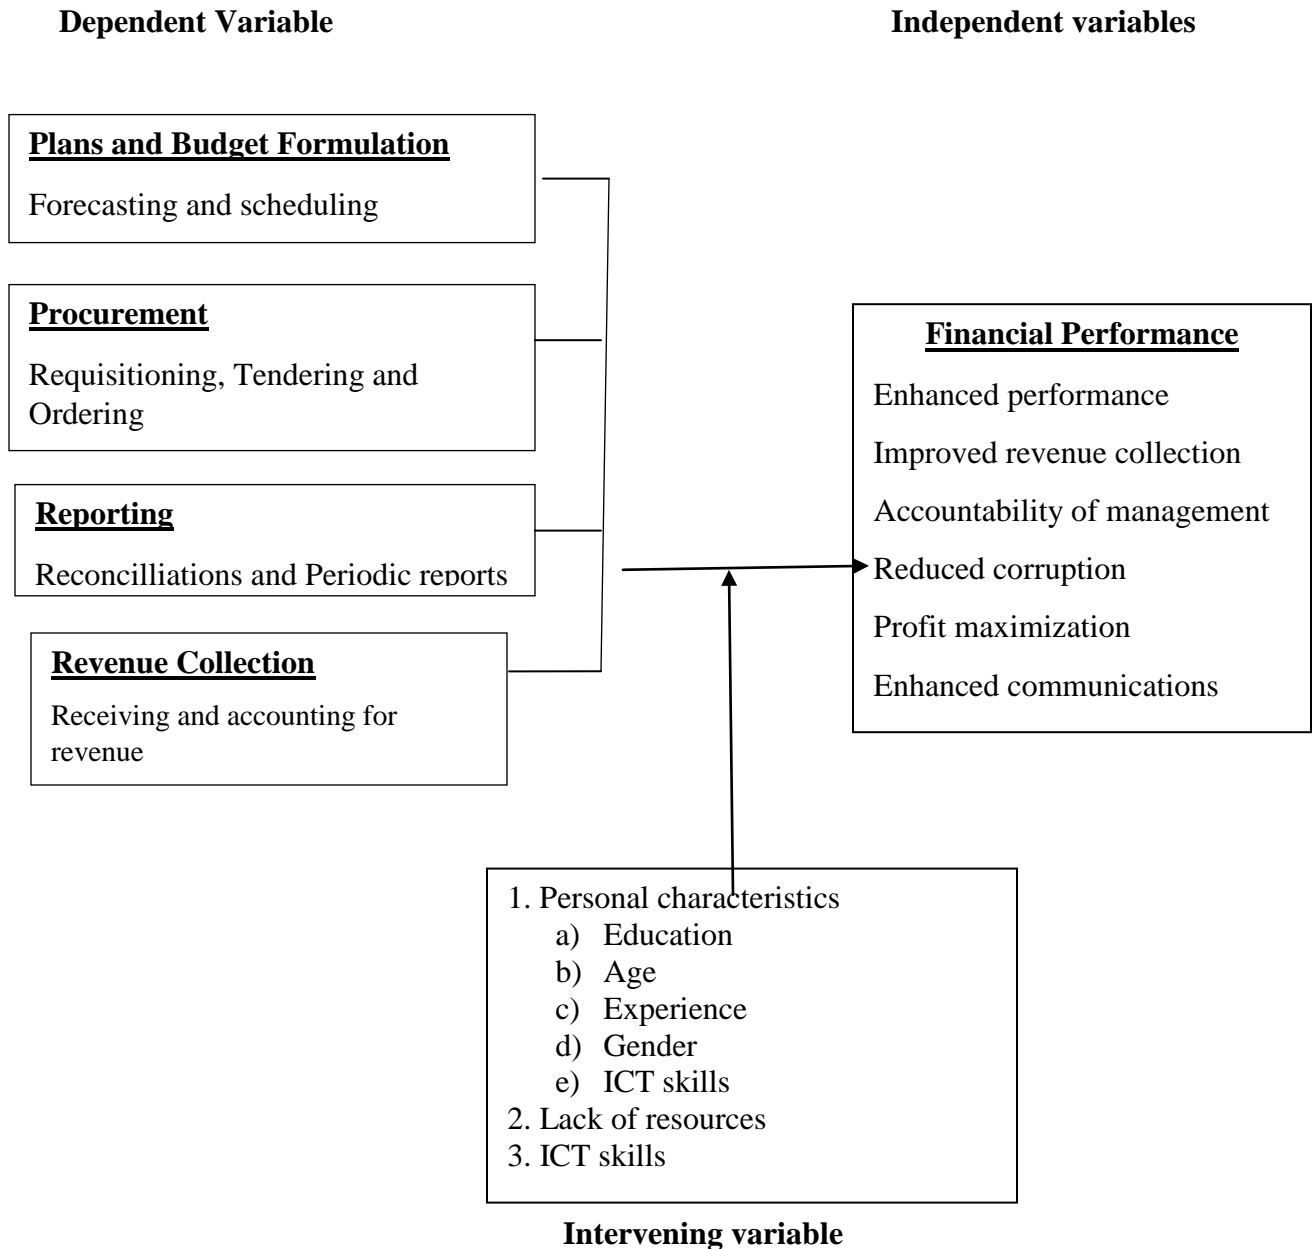 Dependent Variable
Independent variables
Plans and Budget Formulation
Forecasting and scheduling
Procurement
Requisitioning, Tendering and
Ordering
Reporting
Reconcilliations and Periodic reports
Revenue Collection
Receiving and accounting for
revenue
Financial Performance
Enhanced performance
Improved revenue collection
Accountability of management
Reduced corruption
Profit maximization
Enhanced communications
1. Personal characteristics
a) Education
b) Age
c) Experience
d) Gender
e) ICT skills
2. Lack of resources
3. ICT skills
Intervening variable